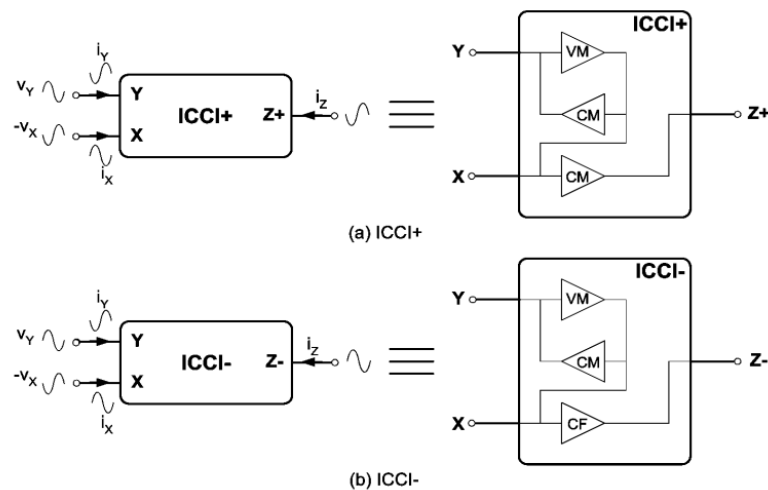 iY
vY
Y
ICCI+
Z+
iZ
-vX
X
iX
ICCI+
Y
VM
CM
Z+
X
CM
(a) ICCI+
iY
vY
Y
ICCI-
Z-
iZ
-vX
X
iX
ICCI-
Y
VM
CM
Z-
X
CF
(b) ICCI-